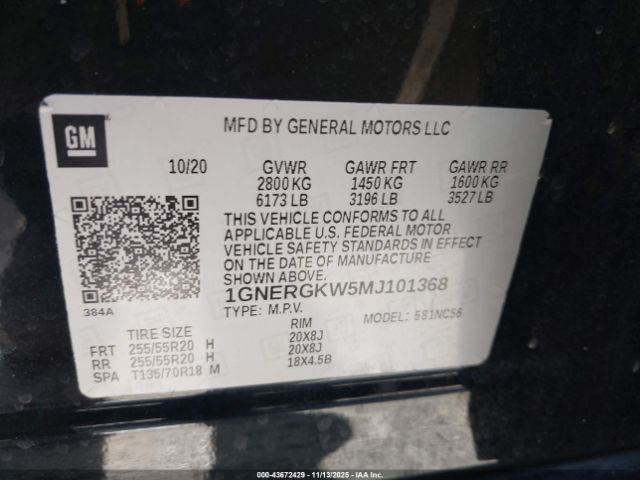 GM
MFD BY GENERAL MOTORS LLC
10/20 GVWR GAWR FRT GAWR RR
2800 KG 1450 KG 1600 KG
6173 LB 3196 LB 3527 LB
THIS VEHICLE CONFORMS TO ALL
APPLICABLE U.S. FEDERAL MOTOR
VEHICLE SAFETY STANDARDS IN EFFECT
ON THE DATE OF MANUFACTURE
SHOWN ABOVE.
384A
1GNERGKW5MJ101368
TYPE: M.P.V. MODEL: 581NC56
TIRE SIZE RIM
FRT 255/55R20 H 20X8J
RR 255/55R20 H 20X8J
SPA T135/70R18 M 18X4.5B
000-43672429 — 11/13/2025 — IAAI.COM